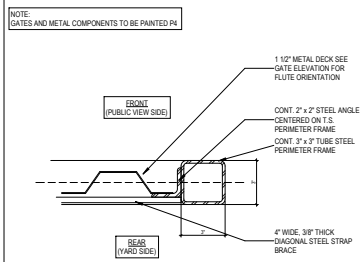 NOTE:
GATES AND METAL COMPONENTS TO BE PAINTED P4
1 1/2" METAL DECK SEE
GATE ELEVATION FOR
FLUTE ORIENTATION
FRONT
(PUBLIC VIEW SIDE)
CONT. 2" x 2" STEEL ANGLE
CENTERED ON T.S.
PERIMETER FRAME
CONT. 3" x 3" TUBE STEEL
PERIMETER FRAME
3"
3"
REAR
(YARD SIDE)
4" WIDE, 3/8" THICK
DIAGONAL STEEL STRAP
BRACE